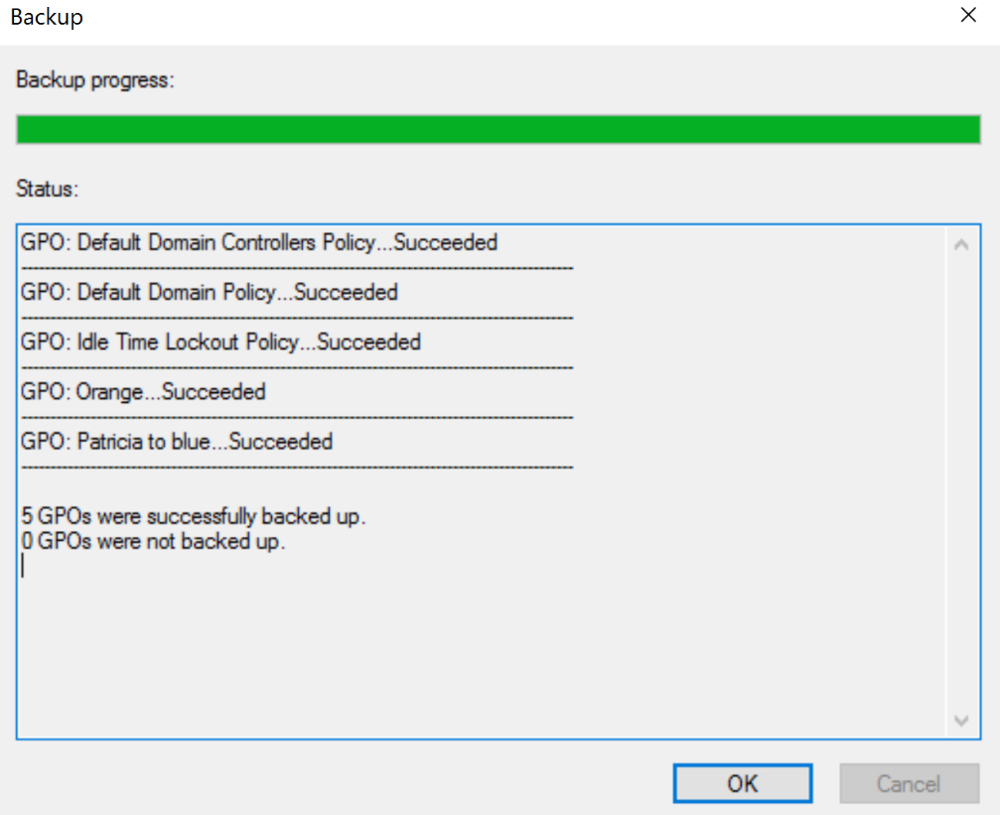 Backup
Backup progress:
Status:
GPO: Default Domain Controllers Policy...Succeeded
--------------------------------------------------------------------------------
GPO: Default Domain Policy...Succeeded
--------------------------------------------------------------------------------
GPO: Idle Time Lockout Policy...Succeeded
--------------------------------------------------------------------------------
GPO: Orange...Succeeded
--------------------------------------------------------------------------------
GPO: Patricia to blue...Succeeded
--------------------------------------------------------------------------------
5 GPOs were successfully backed up.
0 GPOs were not backed up.
OK
Cancel